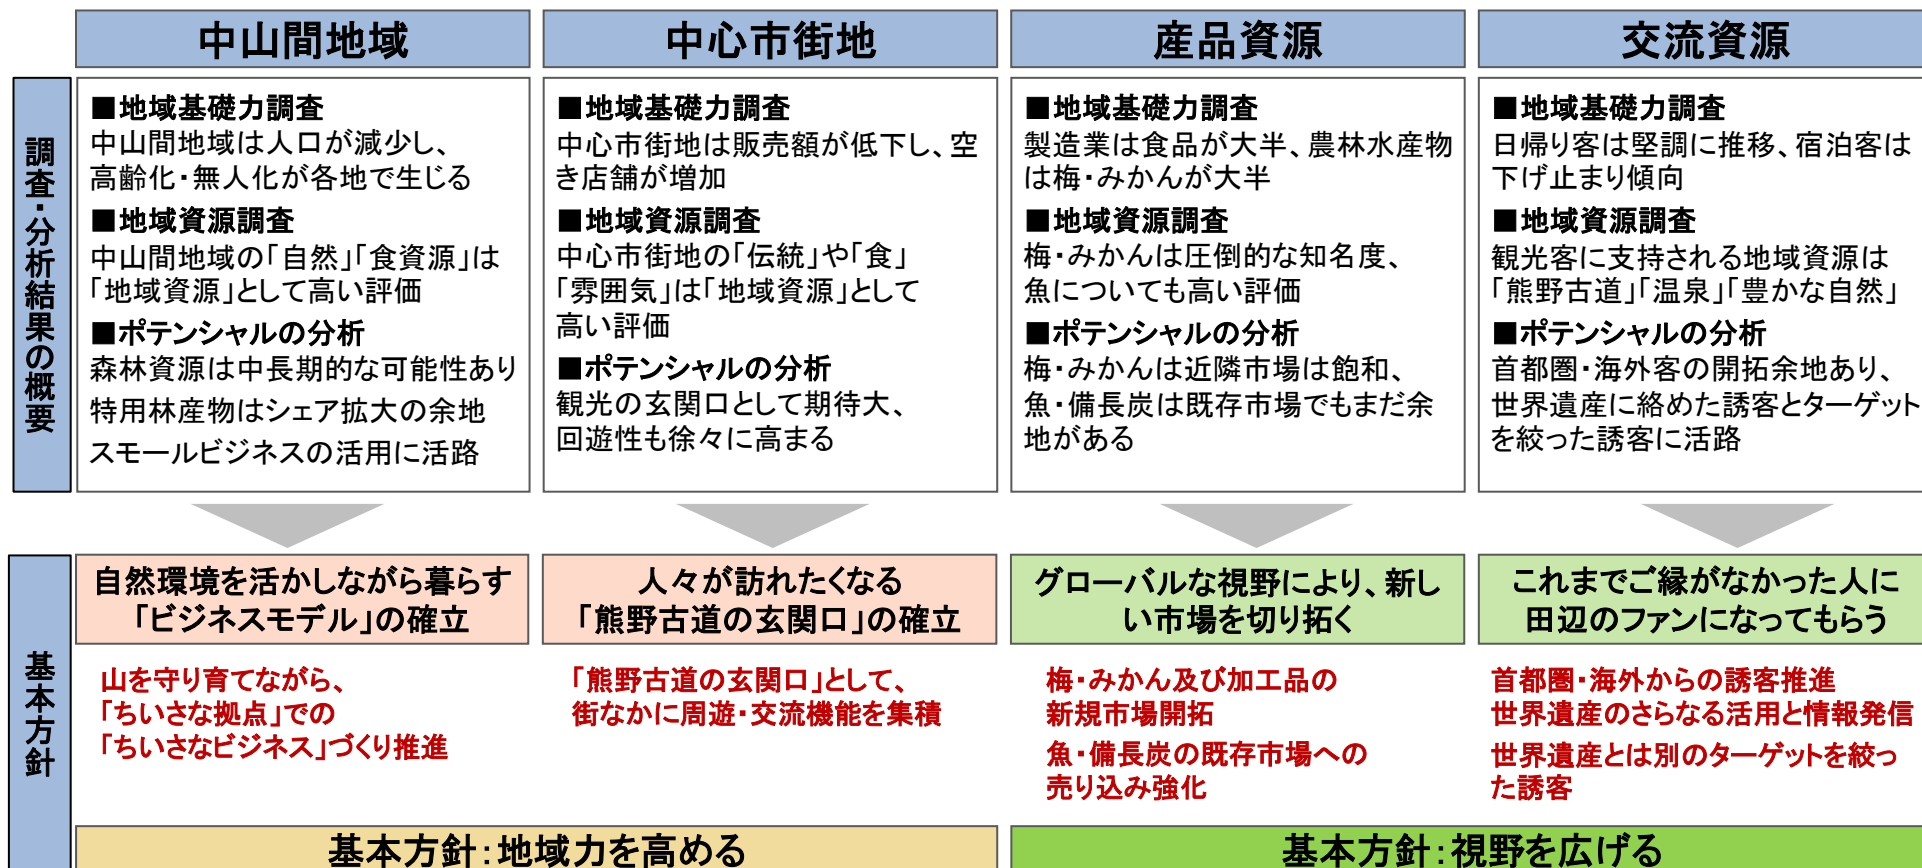 中山間地域
中心市街地
産品資源
交流資源
調査・分析結果の概要
■地域基礎力調査
中山間地域は人口が減少し、
高齢化・無人化が各地で生じる
■地域資源調査
中山間地域の「自然」「食資源」は
「地域資源」として高い評価
■ポテンシャルの分析
森林資源は中長期的な可能性あり
特用林産物はシェア拡大の余地
スモールビジネスの活用に活路
■地域基礎力調査
中心市街地は販売額が低下し、空
き店舗が増加
■地域資源調査
中心市街地の「伝統」や「食」
「雰囲気」は「地域資源」として
高い評価
■ポテンシャルの分析
観光の玄関口として期待大、
回遊性も徐々に高まる
■地域基礎力調査
製造業は食品が大半、農林水産物
は梅・みかんが大半
■地域資源調査
梅・みかんは圧倒的な知名度、
魚についても高い評価
■ポテンシャルの分析
梅・みかんは近隣市場は飽和、
魚・備長炭は既存市場でもまだ余
地がある
■地域基礎力調査
日帰り客は堅調に推移、宿泊客は
下げ止まり傾向
■地域資源調査
観光客に支持される地域資源は
「熊野古道」「温泉」「豊かな自然」
■ポテンシャルの分析
首都圏・海外客の開拓余地あり、
世界遺産に絡めた誘客とターゲット
を絞った誘客に活路
基本方針
自然環境を活かしながら暮らす
「ビジネスモデル」の確立
人々が訪れたくなる
「熊野古道の玄関口」の確立
グローバルな視野により、新し
い市場を切り拓く
これまでご縁がなかった人に
田辺のファンになってもらう
山を守り育てながら、
「ちいさな拠点」での
「ちいさなビジネス」づくり推進
「熊野古道の玄関口」として、
街なかに周遊・交流機能を集積
梅・みかん及び加工品の
新規市場開拓
魚・備長炭の既存市場への
売り込み強化
首都圏・海外からの誘客推進
世界遺産のさらなる活用と情報発信
世界遺産とは別のターゲットを絞っ
た誘客
基本方針：地域力を高める
基本方針：視野を広げる